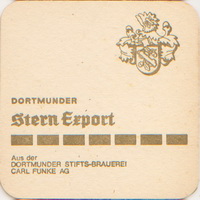 DORTMUNDER
Stern Export
Aus der
DORTMUNDER STIFTS-BRAUEREI
CARL FUNKE AG